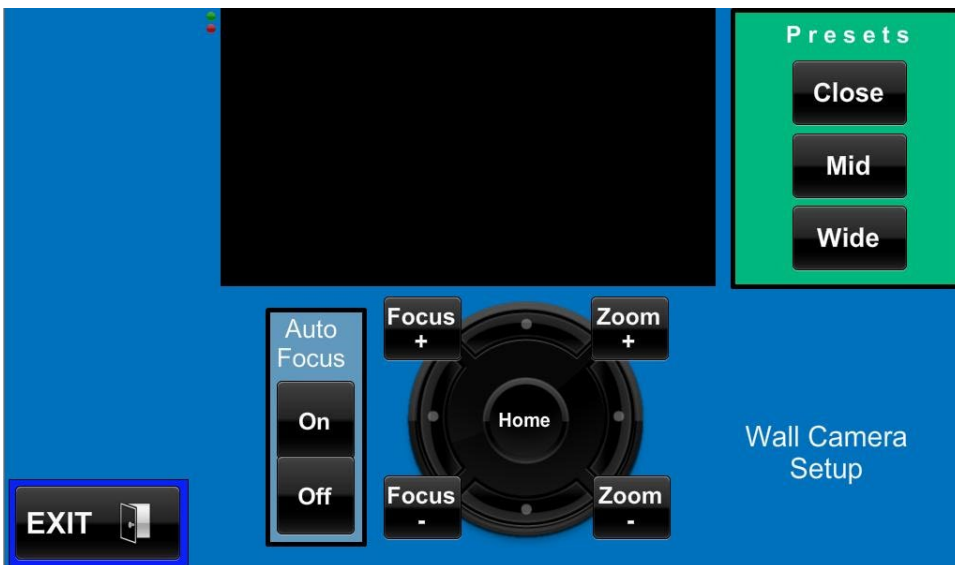 Presets
Close
Mid
Wide
Auto
Focus
On
Off
Focus
+
Zoom
+
Home
Focus
-
Zoom
-
Wall Camera
Setup
EXIT